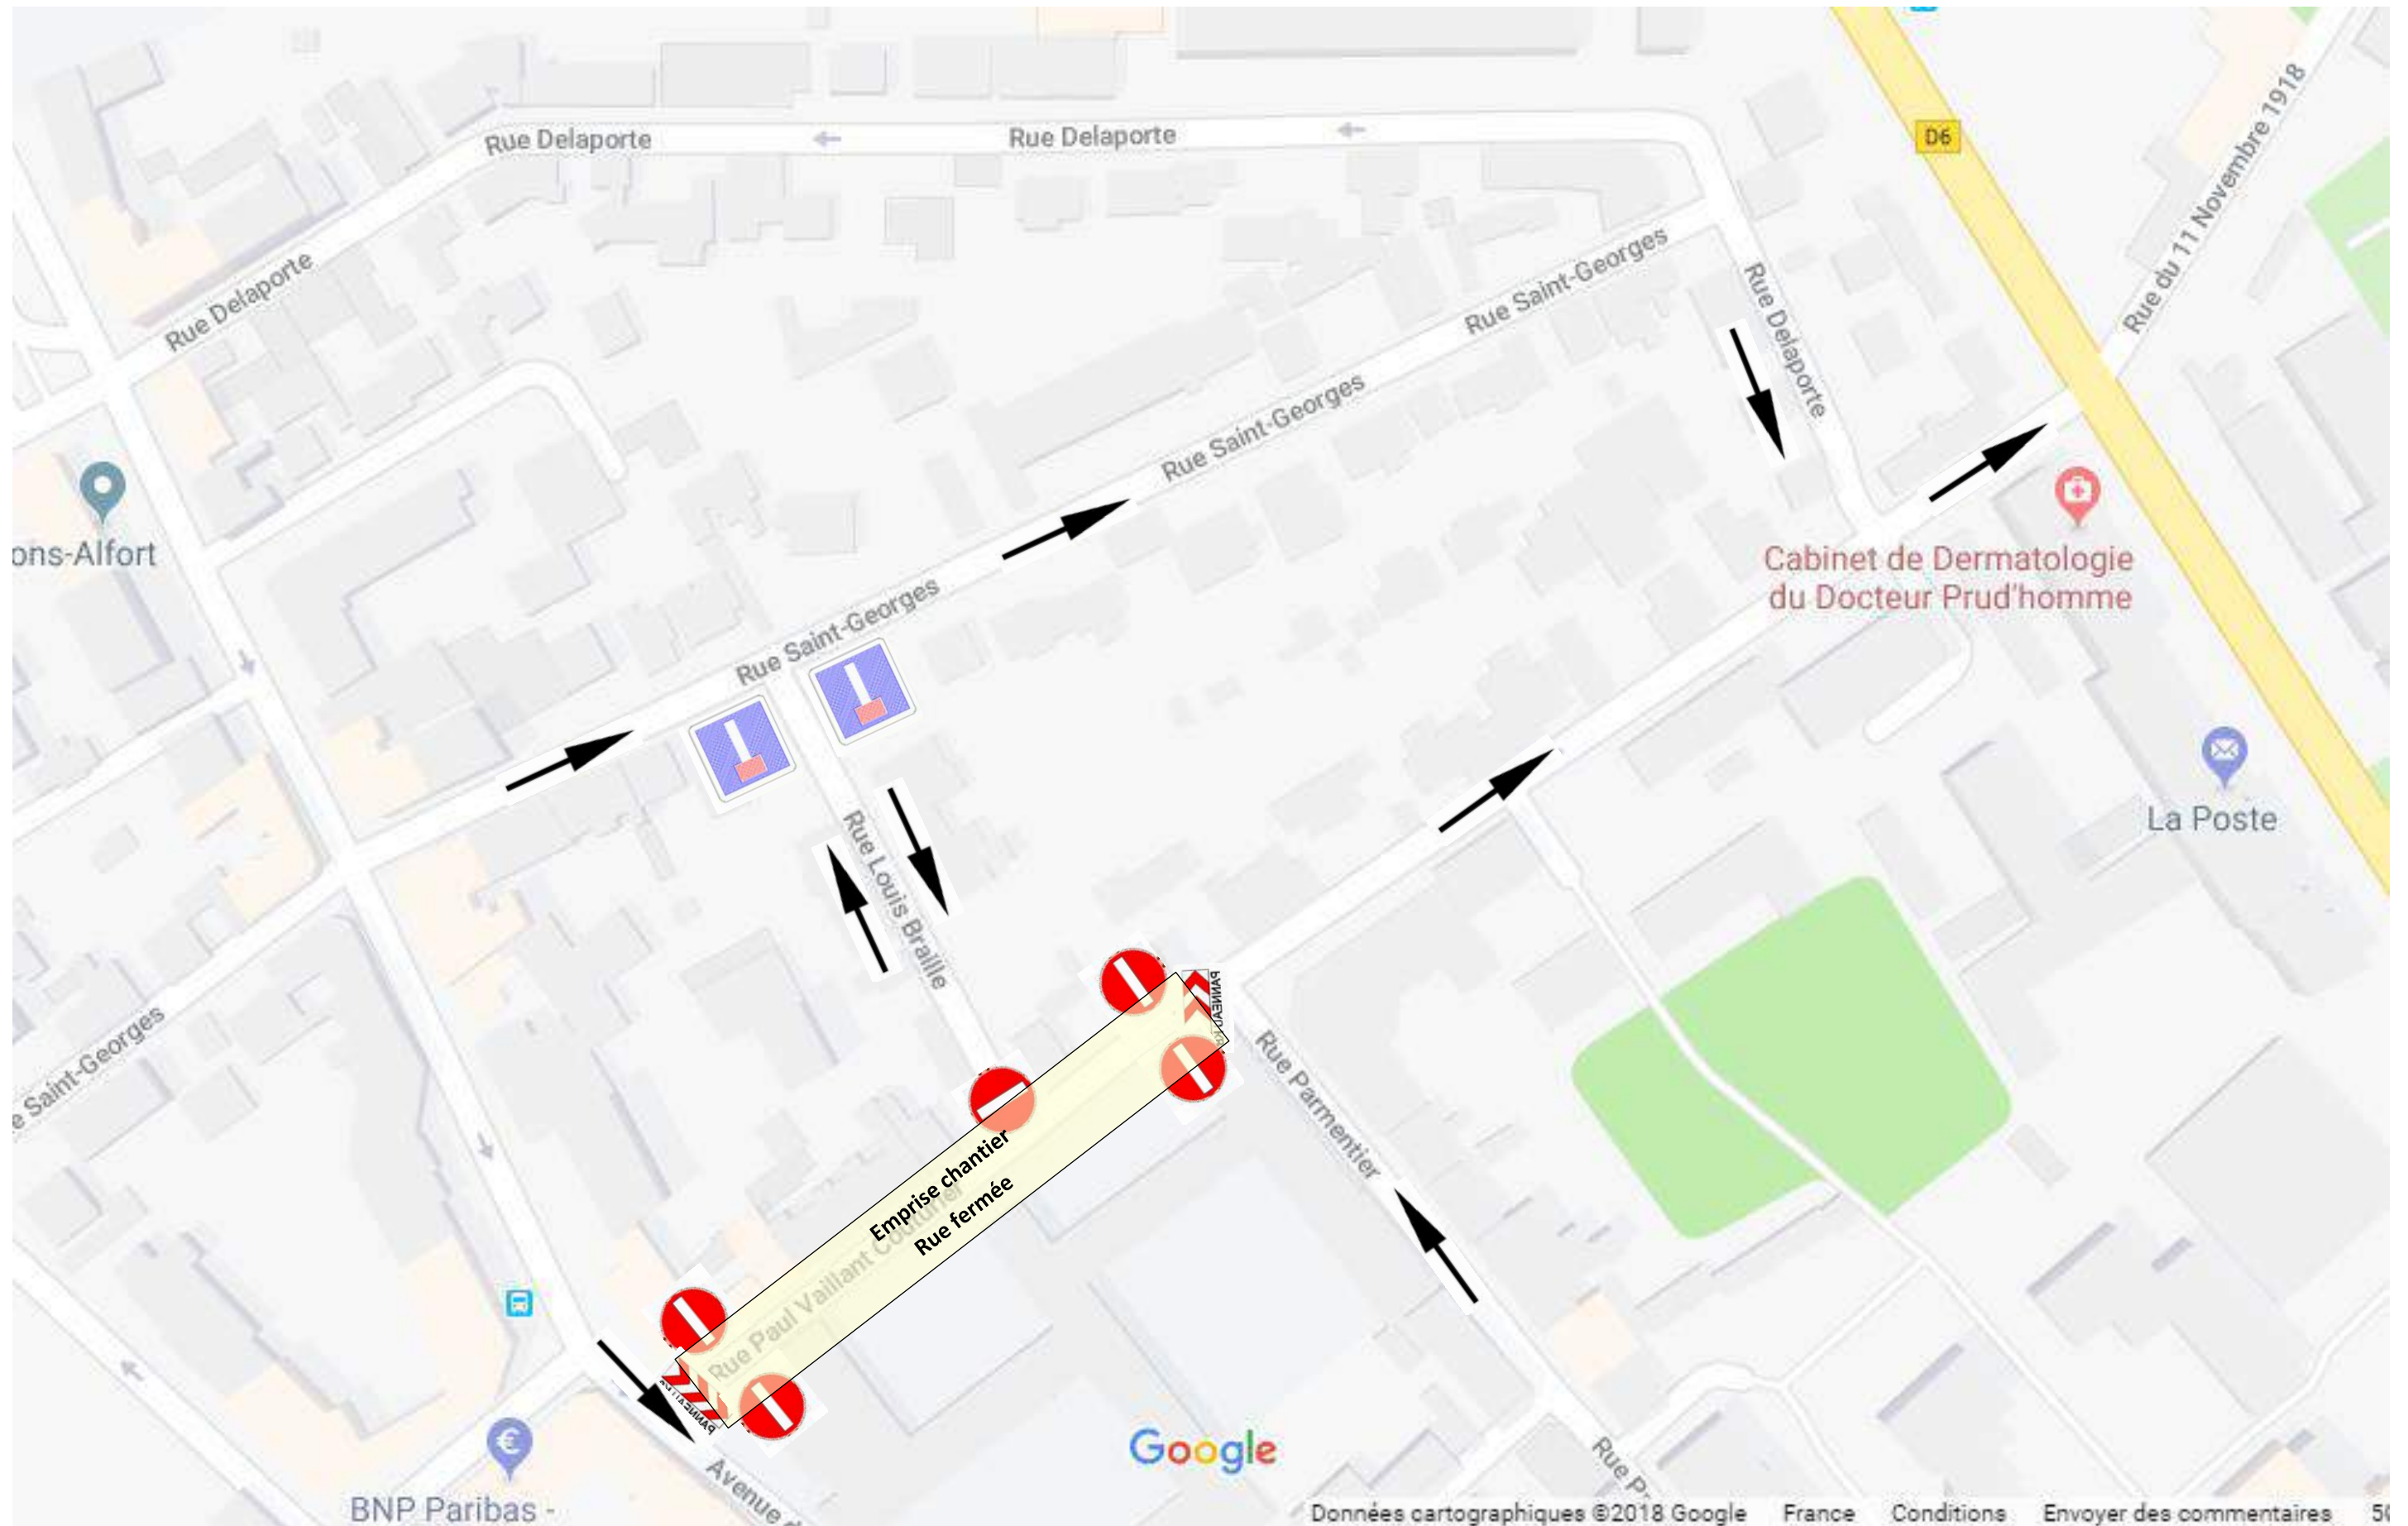 Rue Delaporte
Rue Delaporte
D6
Rue du 11 Novembre 1918
Rue Delaporte
Rue Saint-Georges
Rue Delaporte
Rue Saint-Georges
ons-Alfort
Cabinet de Dermatologie
du Docteur Prud'homme
Rue Saint-Georges
La Poste
Rue Louis Braille
PANNEAU
e Saint-Georges
Rue Parmentier
Emprise chantier
Rue fermée
Rue Paul Vaillant Couturier
BNP Paribas -
Avenue d
Google
Rue P
Données cartographiques ©2018 Google France Conditions Envoyer des commentaires 50